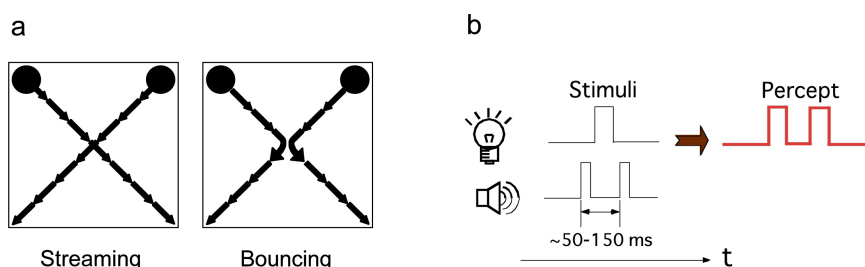 a
Streaming
Bouncing
b
Stimuli
Percept
~50-150 ms
t